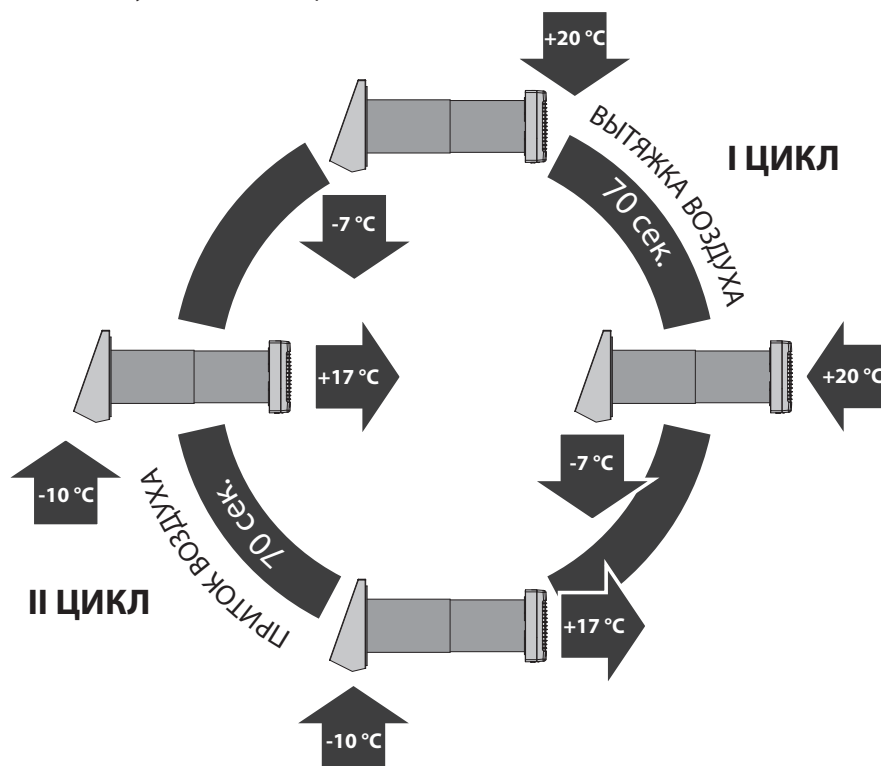 +20 °C
ВЫТЯЖКА ВОЗДУХА
I ЦИКЛ
70 сек.
-7 °C
+17 °C
+20 °C
-7 °C
-10 °C
70 сек.
ПРИТОК ВОЗДУХА
II ЦИКЛ
+17 °C
-10 °C